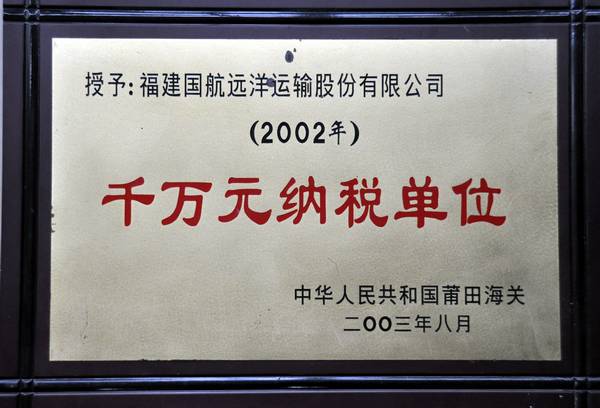 授予:福建国航远洋运输股份有限公司
(2002年)
千万元纳税单位
中华人民共和国莆田海关
二OO三年八月